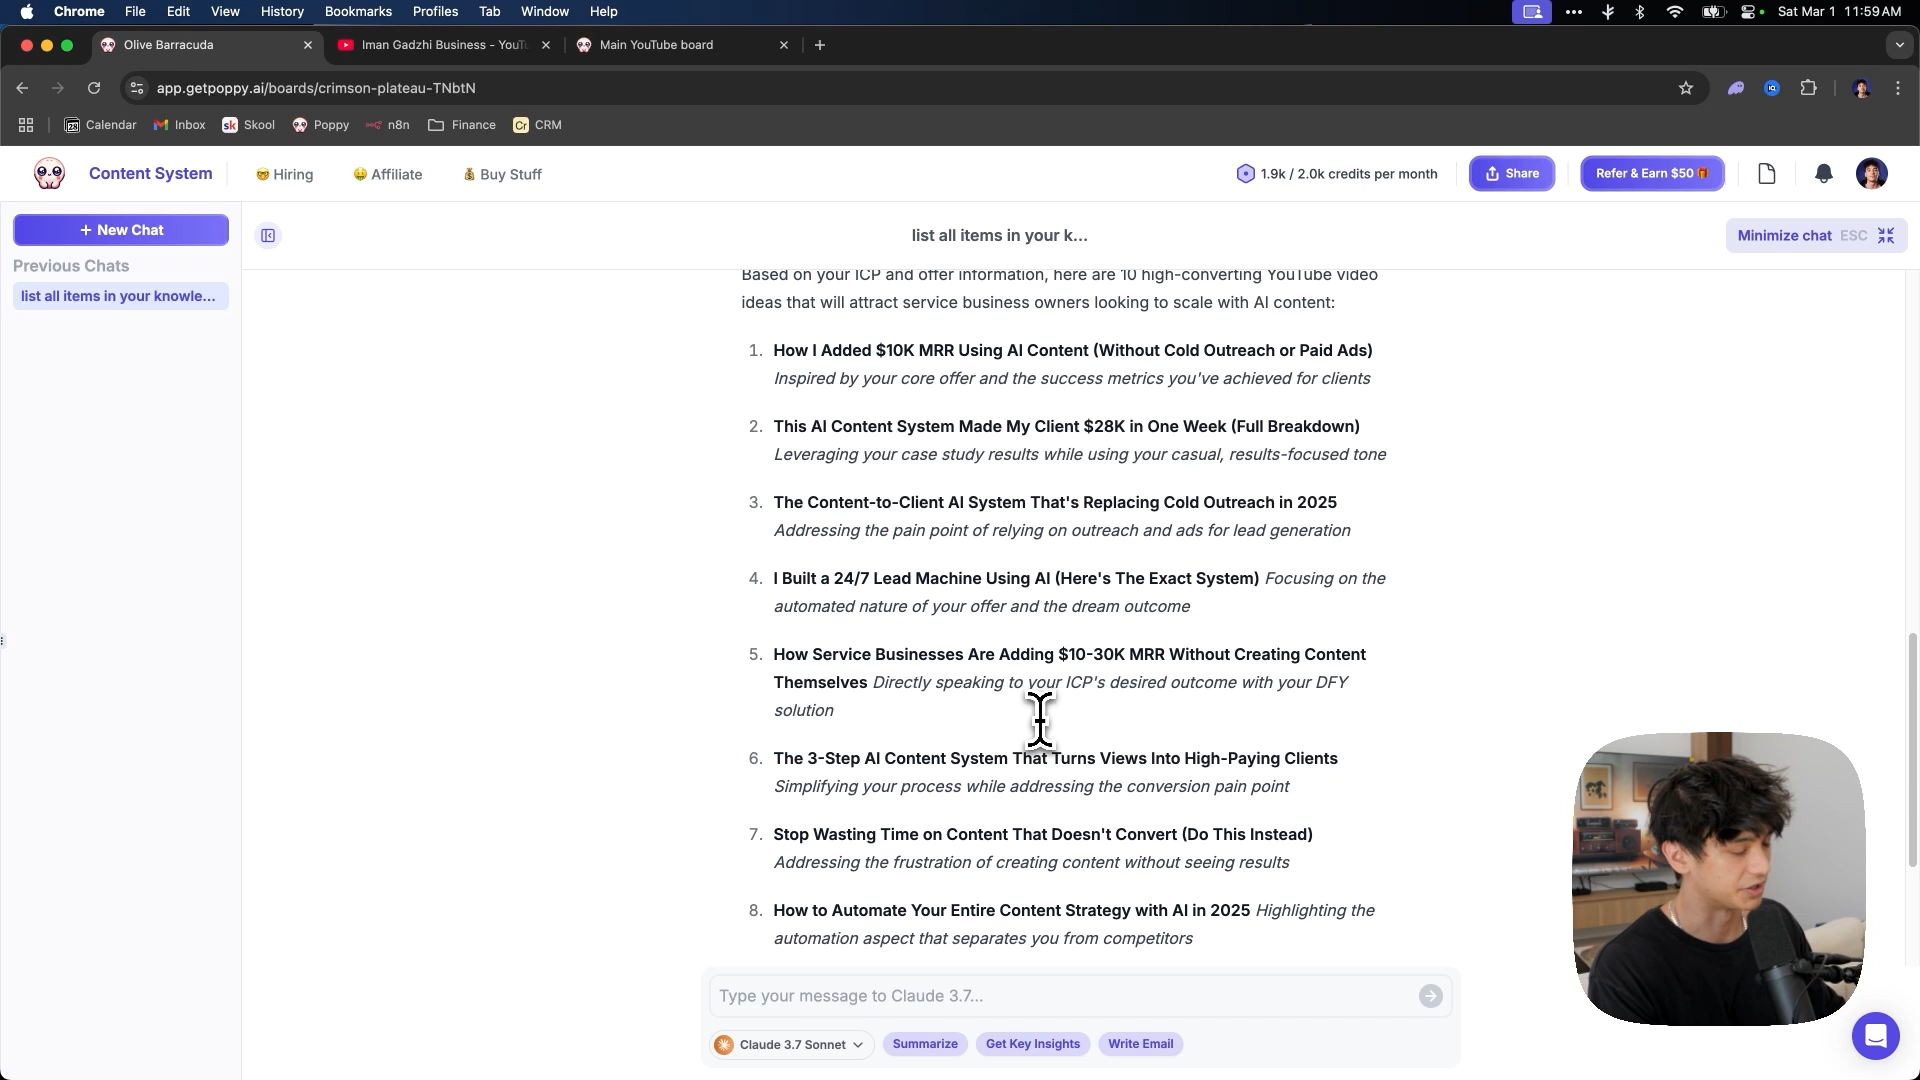 Chrome File Edit View History Bookmarks Profiles Tab Window Help Sat Mar 1 11:59 AM
Olive Barracuda Iman Gadzhi Business - YouTu Main YouTube board
app.getpoppy.ai/boards/crimson-plateau-TNbtN
Calendar Inbox Skool Poppy n8n Finance CRM
Content System Hiring Affiliate Buy Stuff 1.9k / 2.0k credits per month Share Refer & Earn $50
+ New Chat
Previous Chats
list all items in your knowle...
list all items in your k...
Minimize chat ESC
Based on your ICP and offer information, here are 10 high-converting YouTube video
ideas that will attract service business owners looking to scale with AI content:
1. How I Added $10K MRR Using AI Content (Without Cold Outreach or Paid Ads)
Inspired by your core offer and the success metrics you've achieved for clients
2. This AI Content System Made My Client $28K in One Week (Full Breakdown)
Leveraging your case study results while using your casual, results-focused tone
3. The Content-to-Client AI System That's Replacing Cold Outreach in 2025
Addressing the pain point of relying on outreach and ads for lead generation
4. I Built a 24/7 Lead Machine Using AI (Here's The Exact System) Focusing on the
automated nature of your offer and the dream outcome
5. How Service Businesses Are Adding $10-30K MRR Without Creating Content
Themselves Directly speaking to your ICP's desired outcome with your DFY
solution
6. The 3-Step AI Content System That Turns Views Into High-Paying Clients
Simplifying your process while addressing the conversion pain point
7. Stop Wasting Time on Content That Doesn't Convert (Do This Instead)
Addressing the frustration of creating content without seeing results
8. How to Automate Your Entire Content Strategy with AI in 2025 Highlighting the
automation aspect that separates you from competitors
Type your message to Claude 3.7...
Claude 3.7 Sonnet Summarize Get Key Insights Write Email